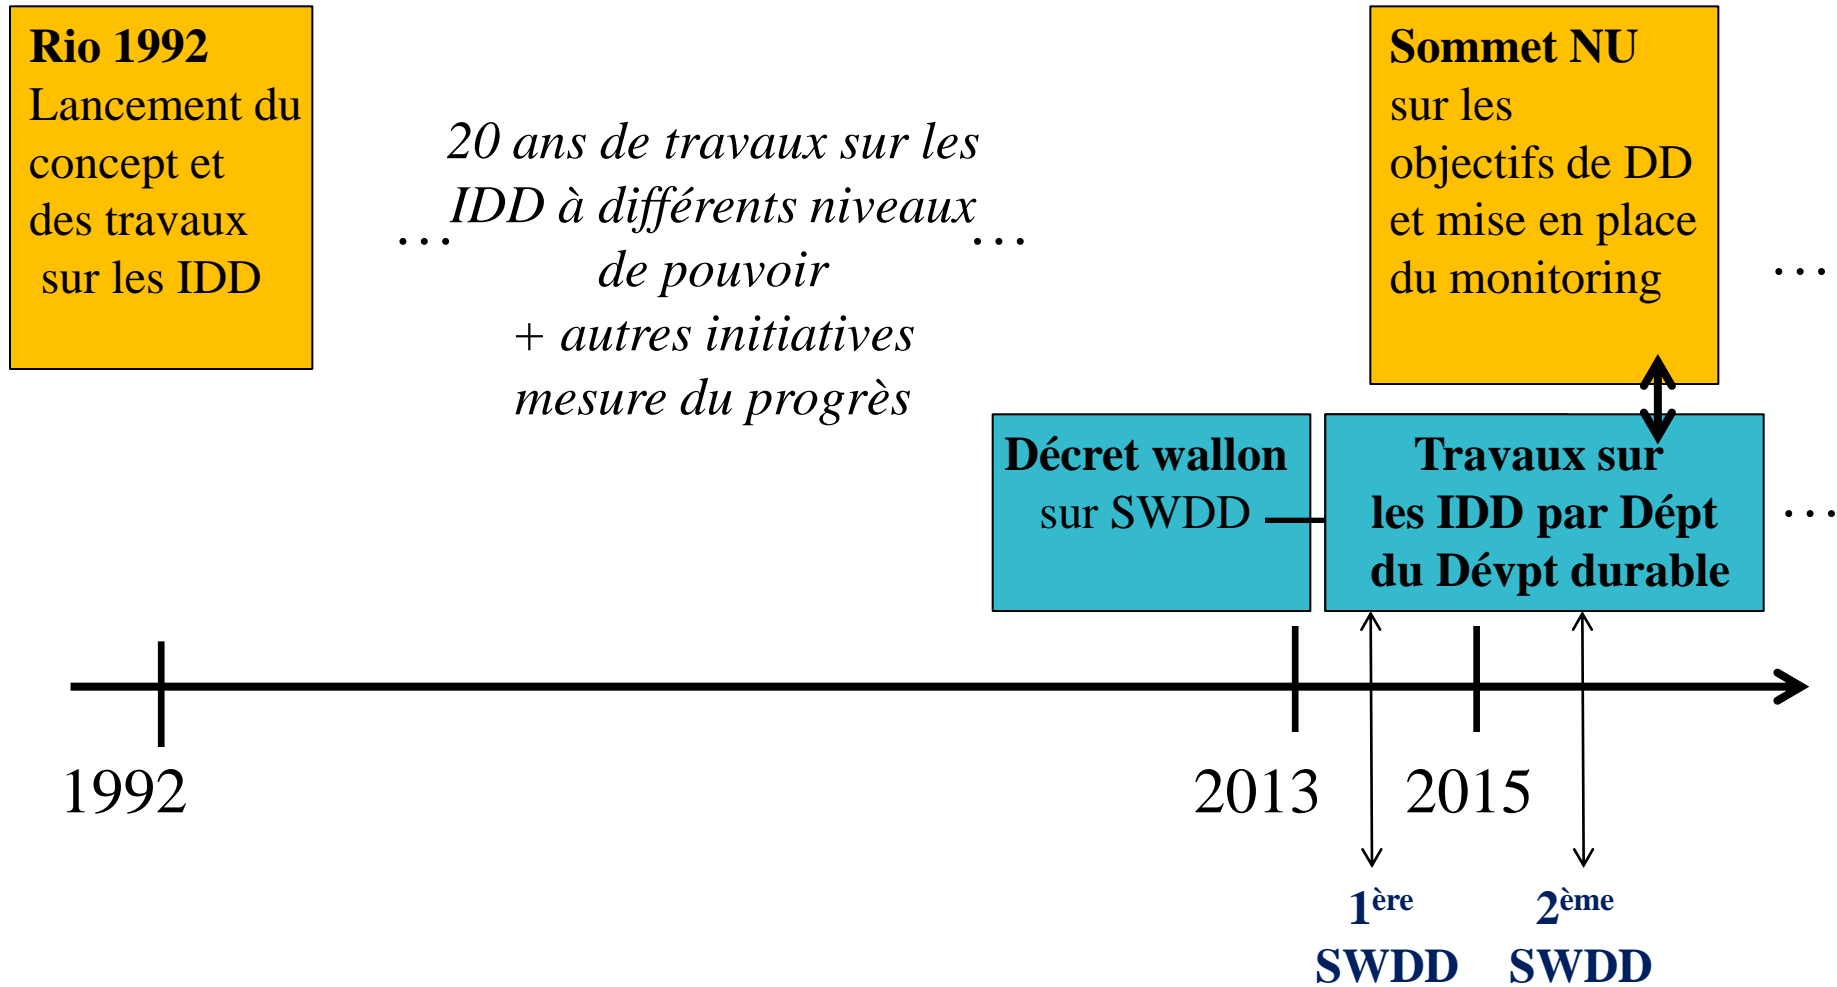 Rio 1992
Lancement du
concept et
des travaux
sur les IDD
…
20 ans de travaux sur les
IDD à différents niveaux
de pouvoir
+ autres initiatives
mesure du progrès
…
Sommet NU
sur les
objectifs de DD
et mise en place
du monitoring
…
Décret wallon
sur SWDD
Travaux sur
les IDD par Dépt
du Dévpt durable
…
1992
2013
2015
1ère
SWDD
2ème
SWDD